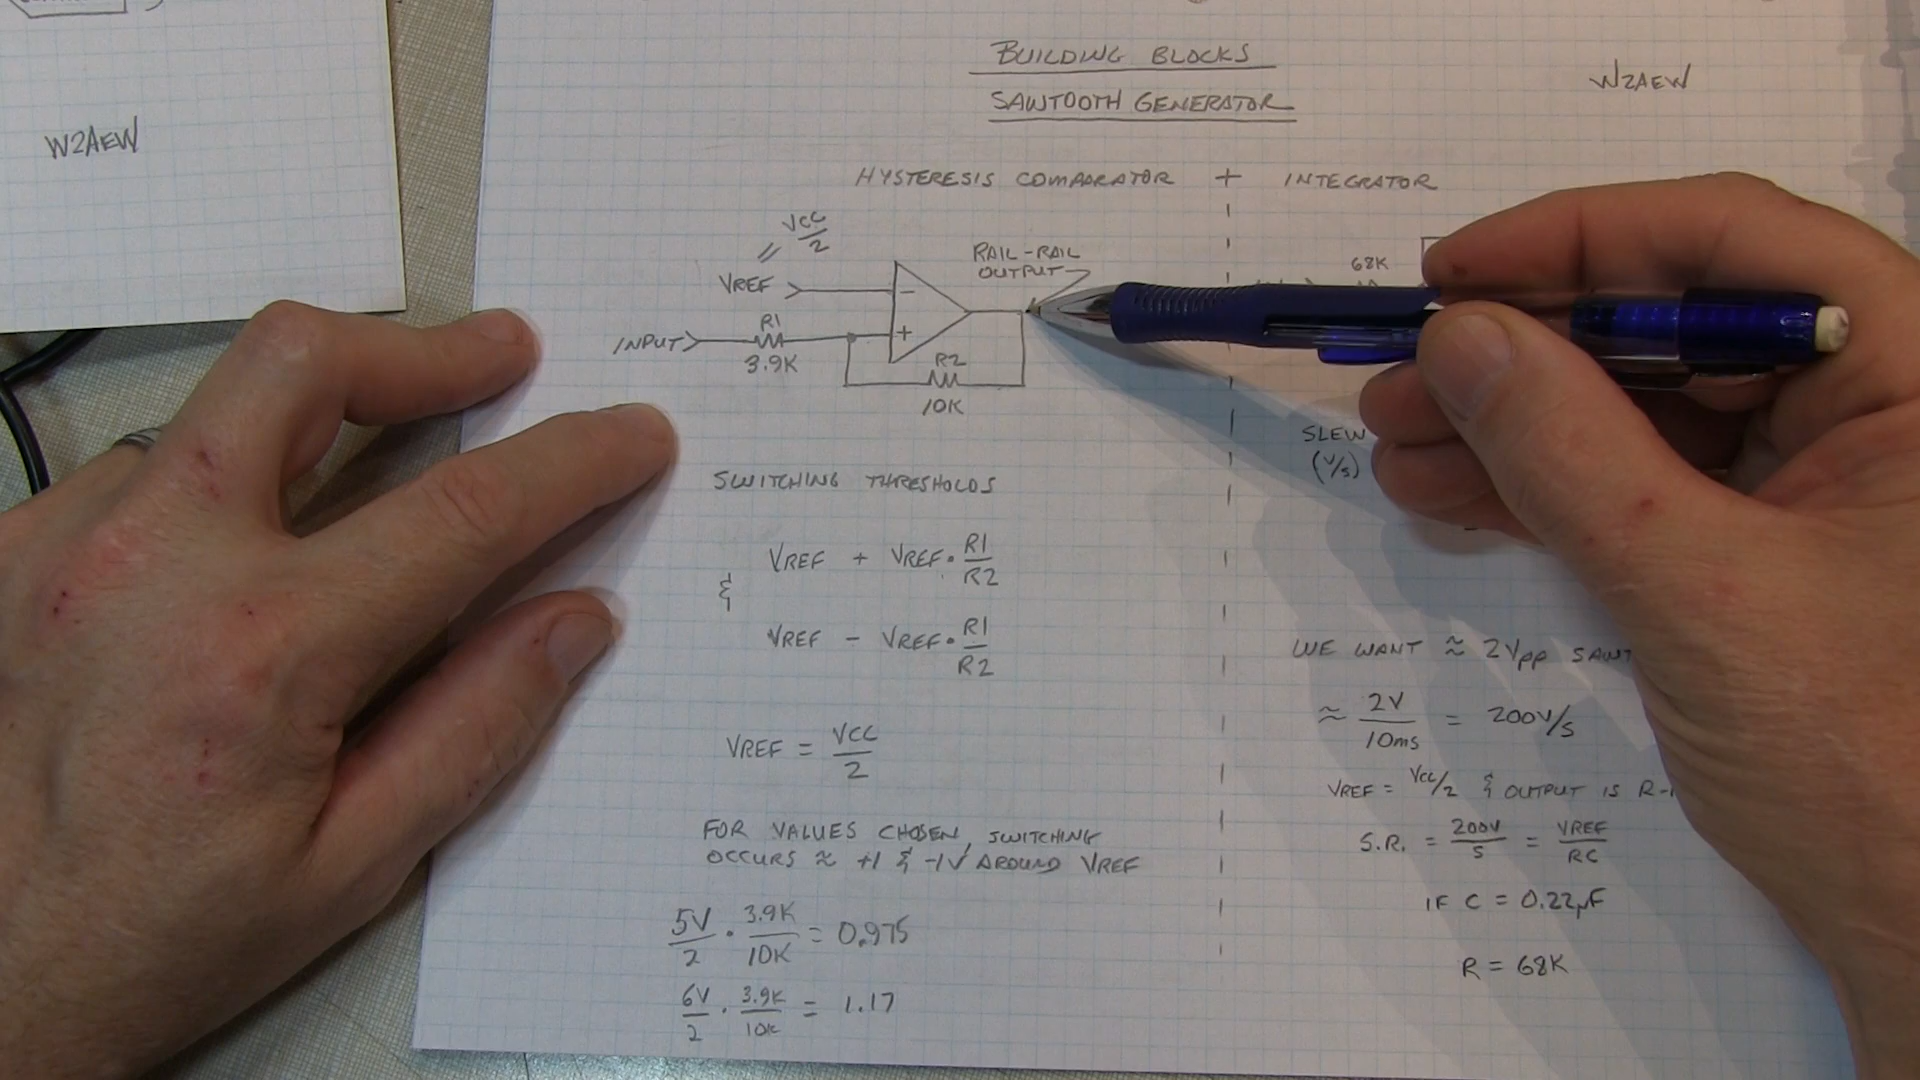 W2AEW
BUILDING BLOCKS
SAWTOOTH GENERATOR
W2AEW
HYSTERESIS COMPARATOR + INTEGRATOR
VCC
2
VREF
-
RAIL-RAIL
OUTPUT
INPUT
R1
3.9K
+
R2
10K
68K
SWITCHING THRESHOLDS
VREF + VREF · R1/R2
&
VREF - VREF · R1/R2
VREF = VCC/2
FOR VALUES CHOSEN, SWITCHING
OCCURS ≈ +1 & -1V AROUND VREF
5V/2 · 3.9K/10K = 0.975
6V/2 · 3.9K/10K = 1.17
SLEW
(V/S)
WE WANT ≈ 2Vpp SAWT
≈ 2V/10ms = 200V/S
VREF = VCC/2 & OUTPUT IS R-
S.R. = 200V/S = VREF/RC
IF C = 0.22µF
R = 68K